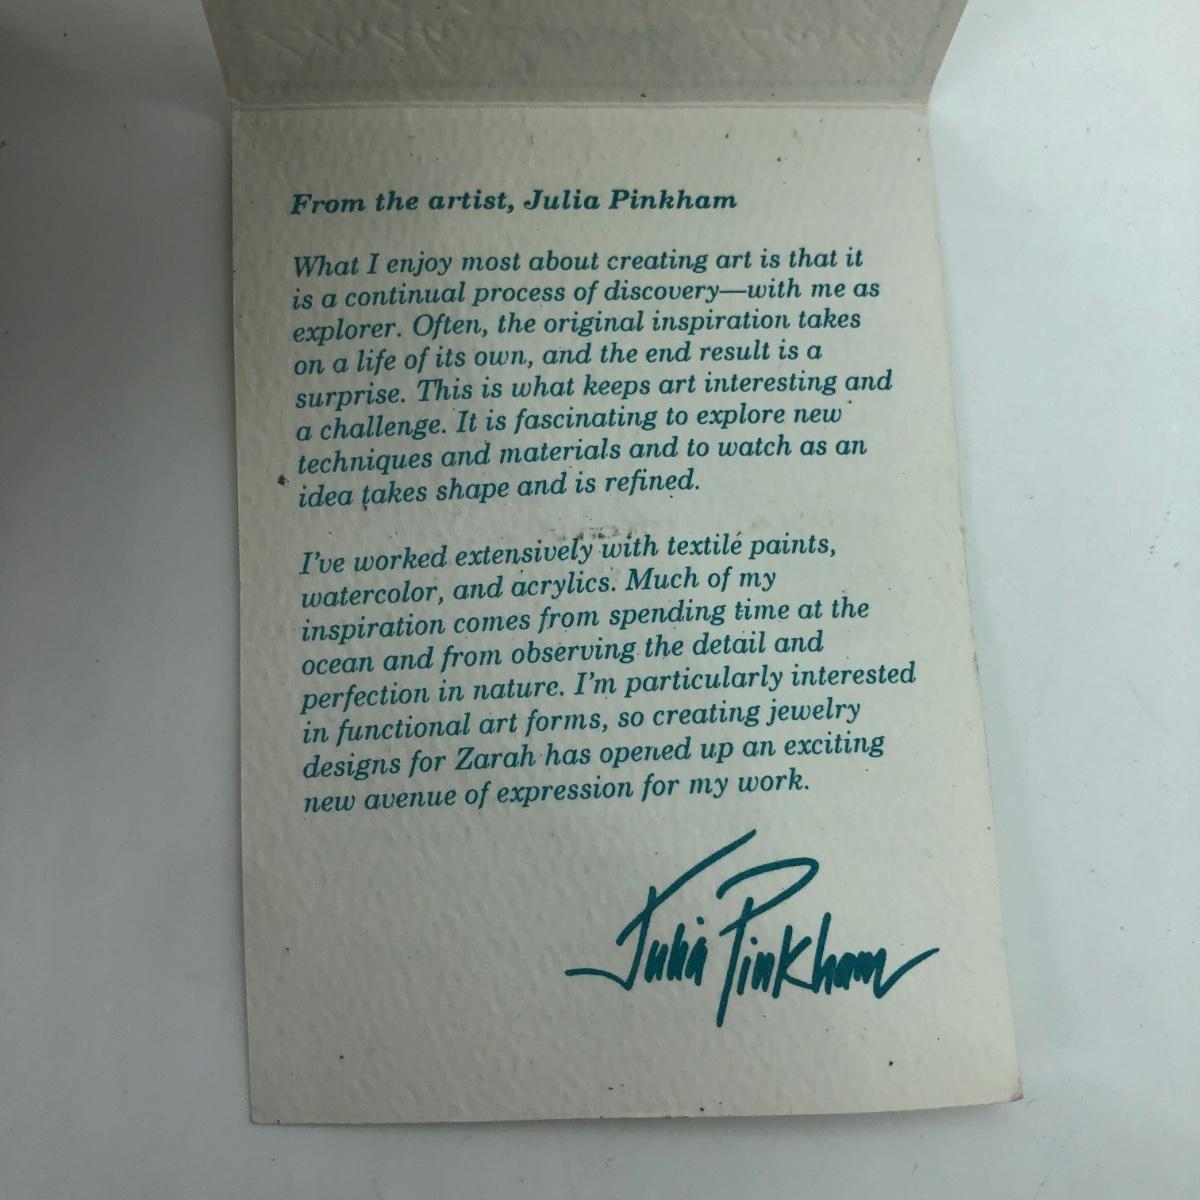 From the artist, Julia Pinkham
What I enjoy most about creating art is that it
is a continual process of discovery—with me as
explorer. Often, the original inspiration takes
on a life of its own, and the end result is a
surprise. This is what keeps art interesting and
a challenge. It is fascinating to explore new
techniques and materials and to watch as an
idea takes shape and is refined.
I've worked extensively with textile paints,
watercolor, and acrylics. Much of my
inspiration comes from spending time at the
ocean and from observing the detail and
perfection in nature. I'm particularly interested
in functional art forms, so creating jewelry
designs for Zarah has opened up an exciting
new avenue of expression for my work.
Julia Pinkham